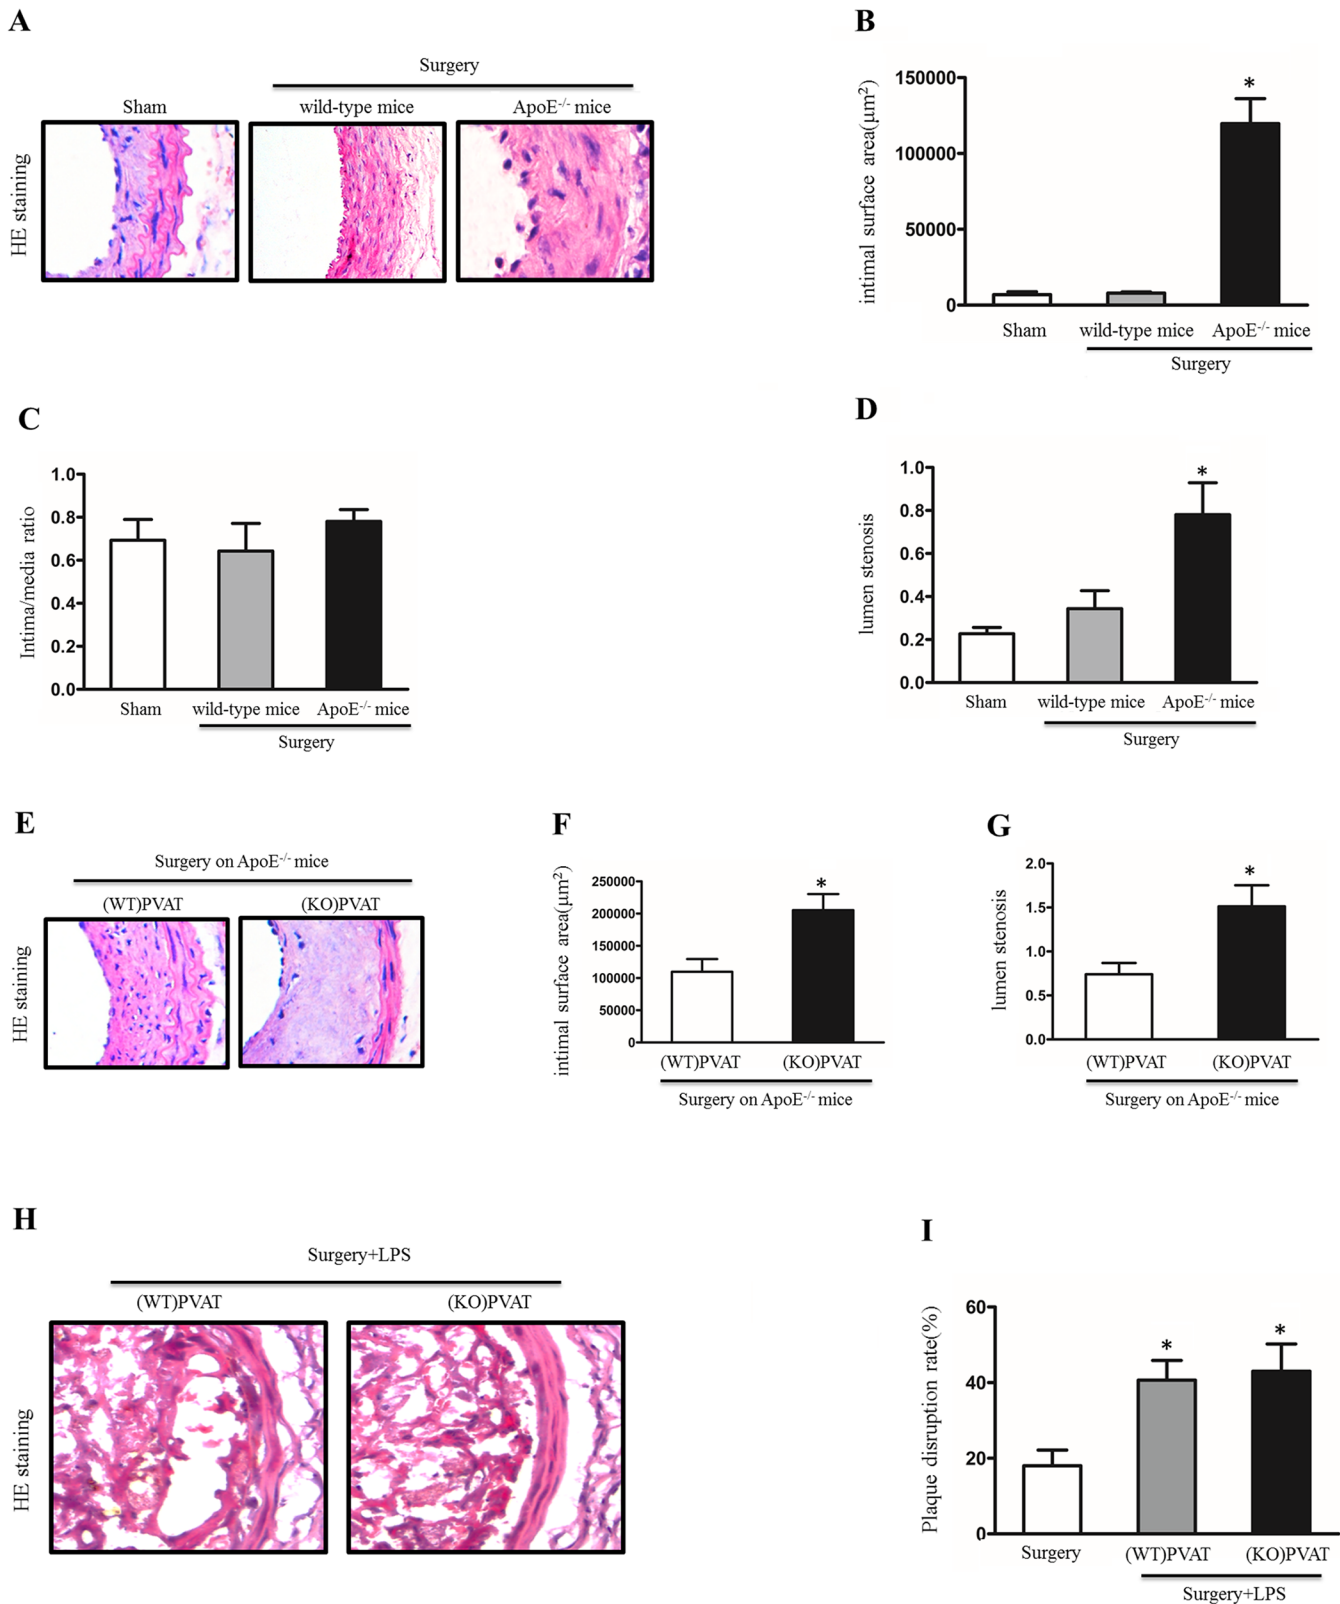 A
Surgery
Sham
wild-type mice
ApoE-/- mice
HE staining
B
intimal surface area(μm2)
150000
100000
50000
0
*
Sham
wild-type mice
ApoE-/- mice
Surgery
C
Intima/media ratio
1.0
0.8
0.6
0.4
0.2
0.0
Sham
wild-type mice
ApoE-/- mice
Surgery
D
lumen stenosis
1.0
0.8
0.6
0.4
0.2
0.0
*
Sham
wild-type mice
ApoE-/- mice
Surgery
E
Surgery on ApoE-/- mice
(WT)PVAT
(KO)PVAT
HE staining
F
intimal surface area(μm2)
250000
200000
150000
100000
50000
0
*
(WT)PVAT
(KO)PVAT
Surgery on ApoE-/- mice
G
lumen stenosis
2.0
1.5
1.0
0.5
0.0
*
(WT)PVAT
(KO)PVAT
Surgery on ApoE-/- mice
H
Surgery+LPS
(WT)PVAT
(KO)PVAT
HE staining
I
Plaque disruption rate(%)
60
40
20
0
*
*
Surgery
(WT)PVAT
(KO)PVAT
Surgery+LPS